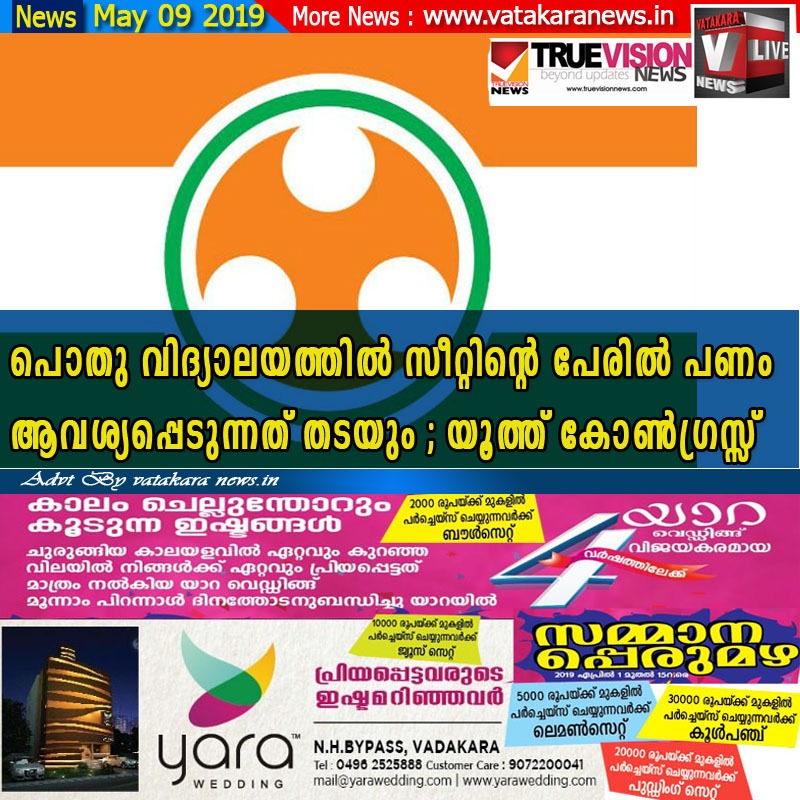 News May 09 2019 More News : www.vatakaranews.in
TRUEVISION NEWS
TRUEVISION
beyond updates NEWS
www.truevisionnews.com
VATAKARA
V LIVE
NEWS
പൊതു വിദ്യാലയത്തിൽ സീറ്റിന്റെ പേരിൽ പണം
ആവശ്യപ്പെടുന്നത് തടയും ; യൂത്ത് കോൺഗ്രസ്സ്
Advt By vatakara news.in
കാലം ചെല്ലുന്തോറും
കൂടുന്ന ഇഷ്ടങ്ങൾ
ചുരുങ്ങിയ കാലയളവിൽ ഏറ്റവും കുറഞ്ഞ
വിലയിൽ നിങ്ങൾക്ക് ഏറ്റവും പ്രിയപ്പെട്ടത്
മാത്രം നൽകിയ യാറ വെഡ്ഡിങ്ങ്
മൂന്നാം പിറന്നാൾ ദിനത്തോടനുബന്ധിച്ചു യാറയിൽ
2000 രൂപയ്ക്ക് മുകളിൽ
പർച്ചെയ്സ് ചെയ്യുന്നവർക്ക്
ബൗൾസെറ്റ്
യാറ
വെഡ്ഡിങ്ങ്
വിജയകരമായ
4
വർഷത്തിലേക്ക്
10000 രൂപയ്ക്ക് മുകളിൽ
പർച്ചെയ്സ് ചെയ്യുന്നവർക്ക്
ജ്യൂസ് സെറ്റ്
സമ്മാന
പ്പെരുമഴ
2019 ഏപ്രിൽ 1 മുതൽ 15വരെ
പ്രിയപ്പെട്ടവരുടെ
ഇഷ്ടമറിഞ്ഞവർ
5000 രൂപയ്ക്ക് മുകളിൽ
പർച്ചെയ്സ് ചെയ്യുന്നവർക്ക്
ലെമൺസെറ്റ്
30000 രൂപയ്ക്ക് മുകളിൽ
പർച്ചെയ്സ് ചെയ്യുന്നവർക്ക്
കൂൾപഞ്ച്
20000 രൂപയ്ക്ക് മുകളിൽ
പർച്ചെയ്സ് ചെയ്യുന്നവർക്ക്
പുഡ്ഡിംഗ് സെറ്റ്
yara™
WEDDING
N.H.BYPASS, VADAKARA
Tel : 0496 2525888 Customer Care : 9072200041
mail@yarawedding.com | www.yarawedding.com